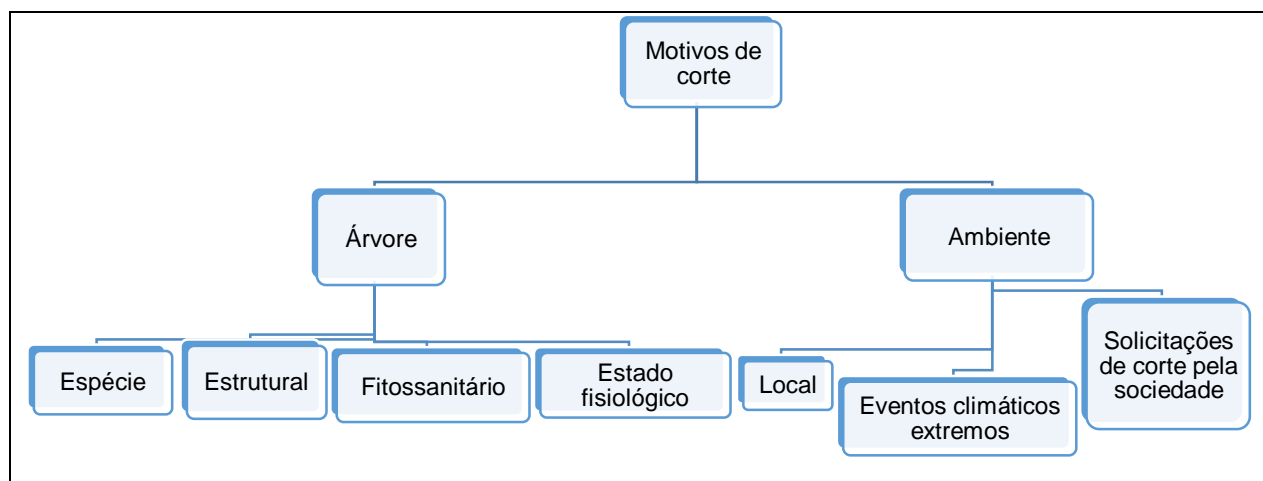 Motivos de
corte
Árvore
Ambiente
Espécie
Estrutural
Fitossanitário
Estado
fisiológico
Local
Eventos climáticos
extremos
Solicitações
de corte pela
sociedade